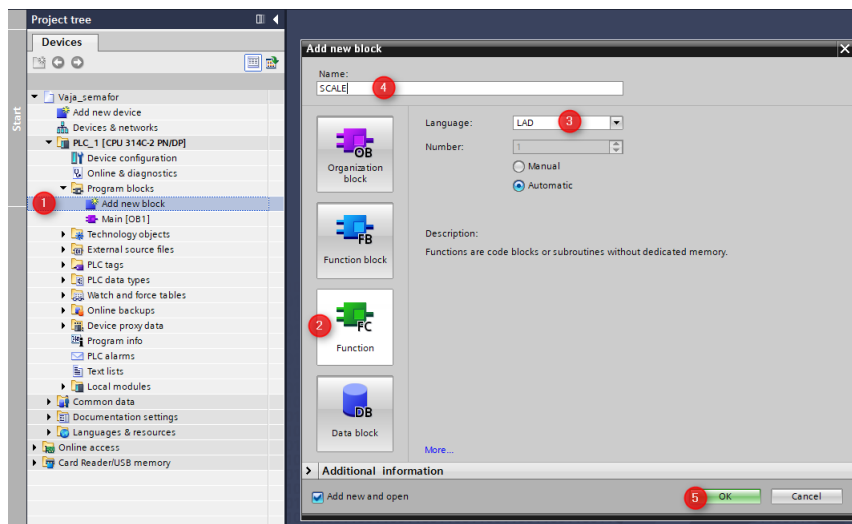 Project tree
Devices
Start
Vaja_semafor
Add new device
Devices & networks
PLC_1 [CPU 314C-2 PN/DP]
Device configuration
Online & diagnostics
Program blocks
1
Add new block
Main [OB1]
Technology objects
External source files
PLC tags
PLC data types
Watch and force tables
Online backups
Device proxy data
Program info
PLC alarms
Text lists
Local modules
Common data
Documentation settings
Languages & resources
Online access
Card Reader/USB memory
Add new block
Name:
SCALE
4
OB
Organization
block
FB
Function block
2
FC
Function
DB
Data block
Language:
LAD
3
Number:
1
Manual
Automatic
Description:
Functions are code blocks or subroutines without dedicated memory.
More...
Additional information
Add new and open
5
OK
Cancel